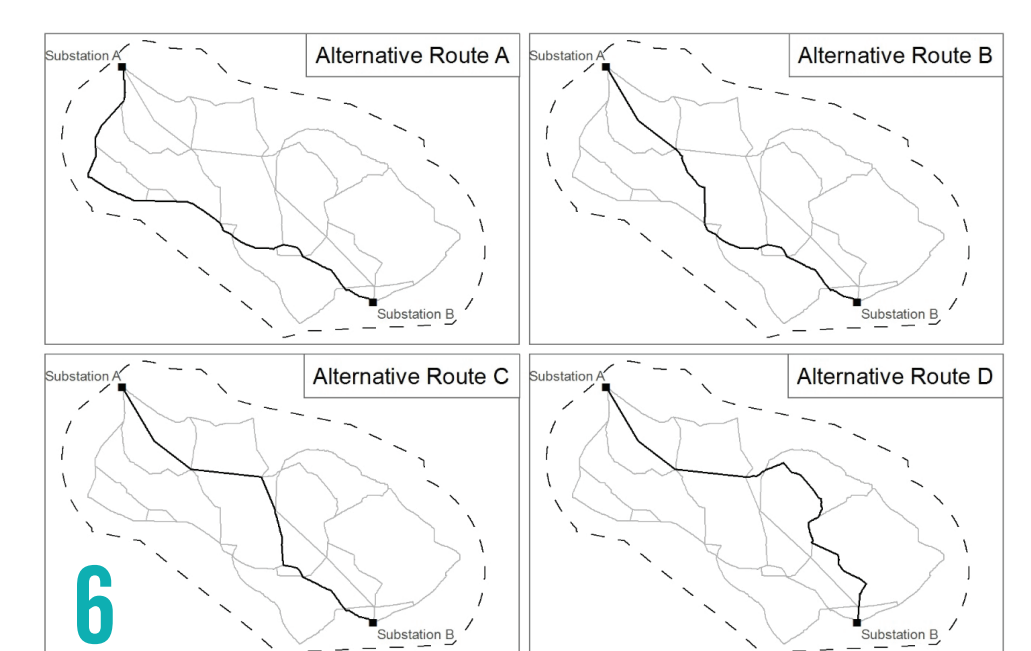 Substation A
Alternative Route A
Substation B
Substation A
Alternative Route B
Substation B
Substation A
Alternative Route C
Substation B
Substation A
Alternative Route D
Substation B
6